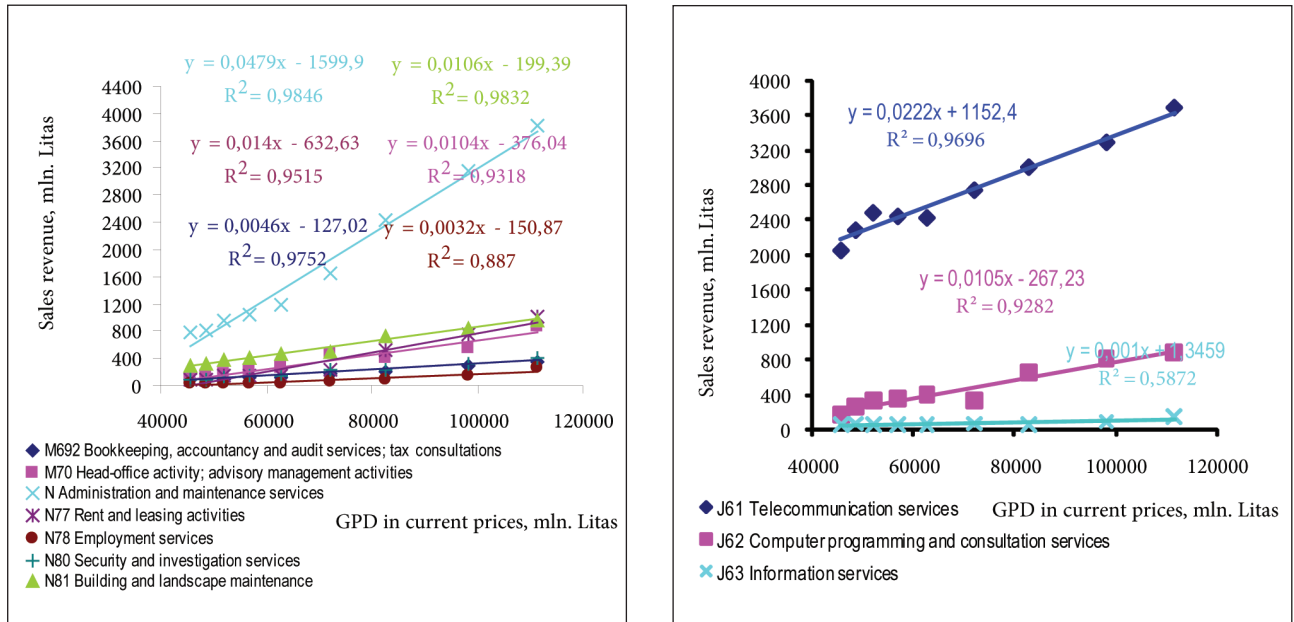 y = 0,0479x - 1599,9
R2 = 0,9846
y = 0,0106x - 199,39
R2 = 0,9832
y = 0,014x - 632,63
R2 = 0,9515
y = 0,0104x - 376,04
R2 = 0,9318
y = 0,0046x - 127,02
R2 = 0,9752
y = 0,0032x - 150,87
R2 = 0,887
Sales revenue, mln. Litas
4400
4000
3600
3200
2800
2400
2000
1600
1200
800
400
0
40000 60000 80000 100000 120000
M692 Bookkeeping, accountancy and audit services; tax consultations
M70 Head-office activity; advisory management activities
N Administration and maintenance services
N77 Rent and leasing activities
N78 Employment services
N80 Security and investigation services
N81 Building and landscape maintenance
GPD in current prices, mln. Litas
y = 0,0222x + 1152,4
R² = 0,9696
y = 0,0105x - 267,23
R² = 0,9282
y = 0,001x + 1,3459
R² = 0,5872
Sales revenue, mln. Litas
4000
3600
3200
2800
2400
2000
1600
1200
800
400
0
40000 60000 80000 100000 120000
J61 Telecommunication services
J62 Computer programming and consultation services
J63 Information services
GPD in current prices, mln. Litas